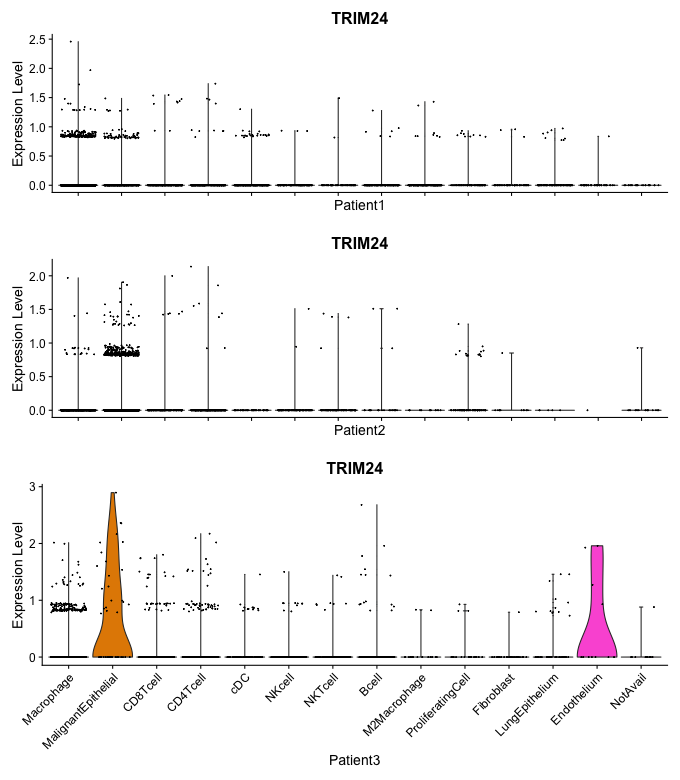 TRIM24
Expression Level
2.5
2.0
1.5
1.0
0.5
0.0
Patient1
TRIM24
Expression Level
2.0
1.5
1.0
0.5
0.0
Patient2
TRIM24
Expression Level
3
2
1
0
Macrophage
MalignantEpithelial
CD8Tcell
CD4Tcell
cDC
NKcell
NKTcell
Bcell
M2Macrophage
ProliferatingCell
Fibroblast
LungEpithelium
Endothelium
NotAvail
Patient3